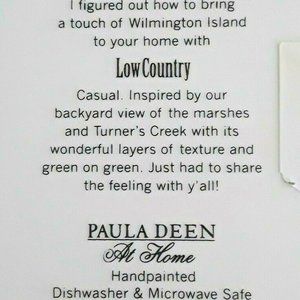 I figured out how to bring
a touch of Wilmington Island
to your home with
LowCountry
Casual. Inspired by our
backyard view of the marshes
and Turner's Creek with its
wonderful layers of texture and
green on green. Just had to share
the feeling with y'all!
PAULA DEEN
At Home
Handpainted
Dishwasher & Microwave Safe